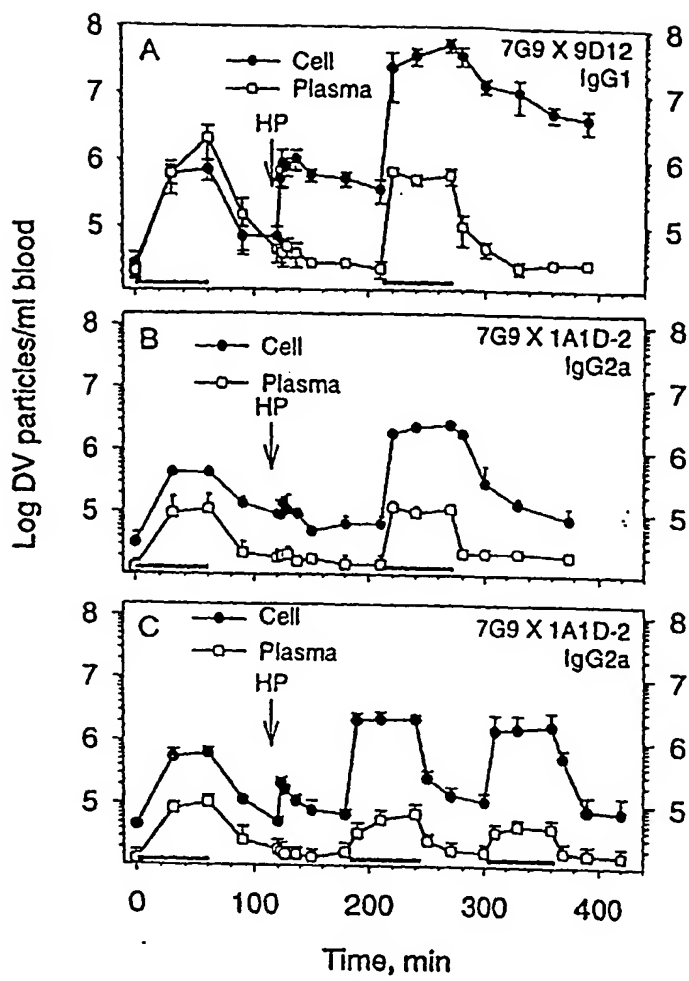 Log DV particles/ml blood
8
7
6
5
A
Cell
Plasma
HP
7G9 X 9D12
IgG1
8
7
6
5
8
7
6
5
B
Cell
Plasma
HP
7G9 X 1A1D-2
IgG2a
8
7
6
5
8
7
6
5
C
Cell
Plasma
HP
7G9 X 1A1D-2
IgG2a
8
7
6
5
0 100 200 300 400
Time, min